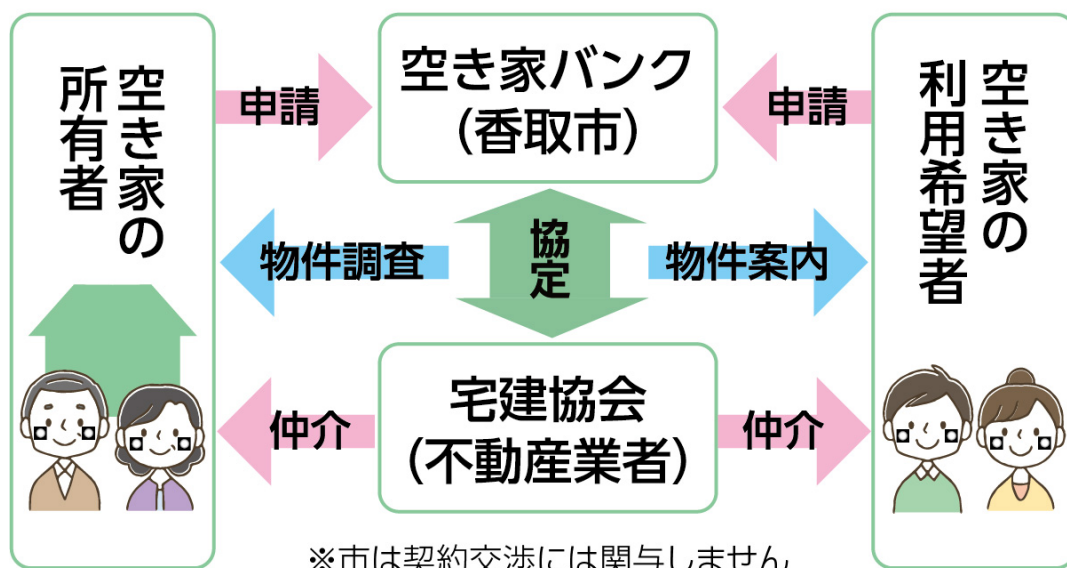 空き家の
所有者
申請
空き家バンク
（香取市）
申請
空き家の
利用希望者
物件調査
協定
物件案内
仲介
宅建協会
（不動産業者）
仲介
※市は契約交渉には関与しません